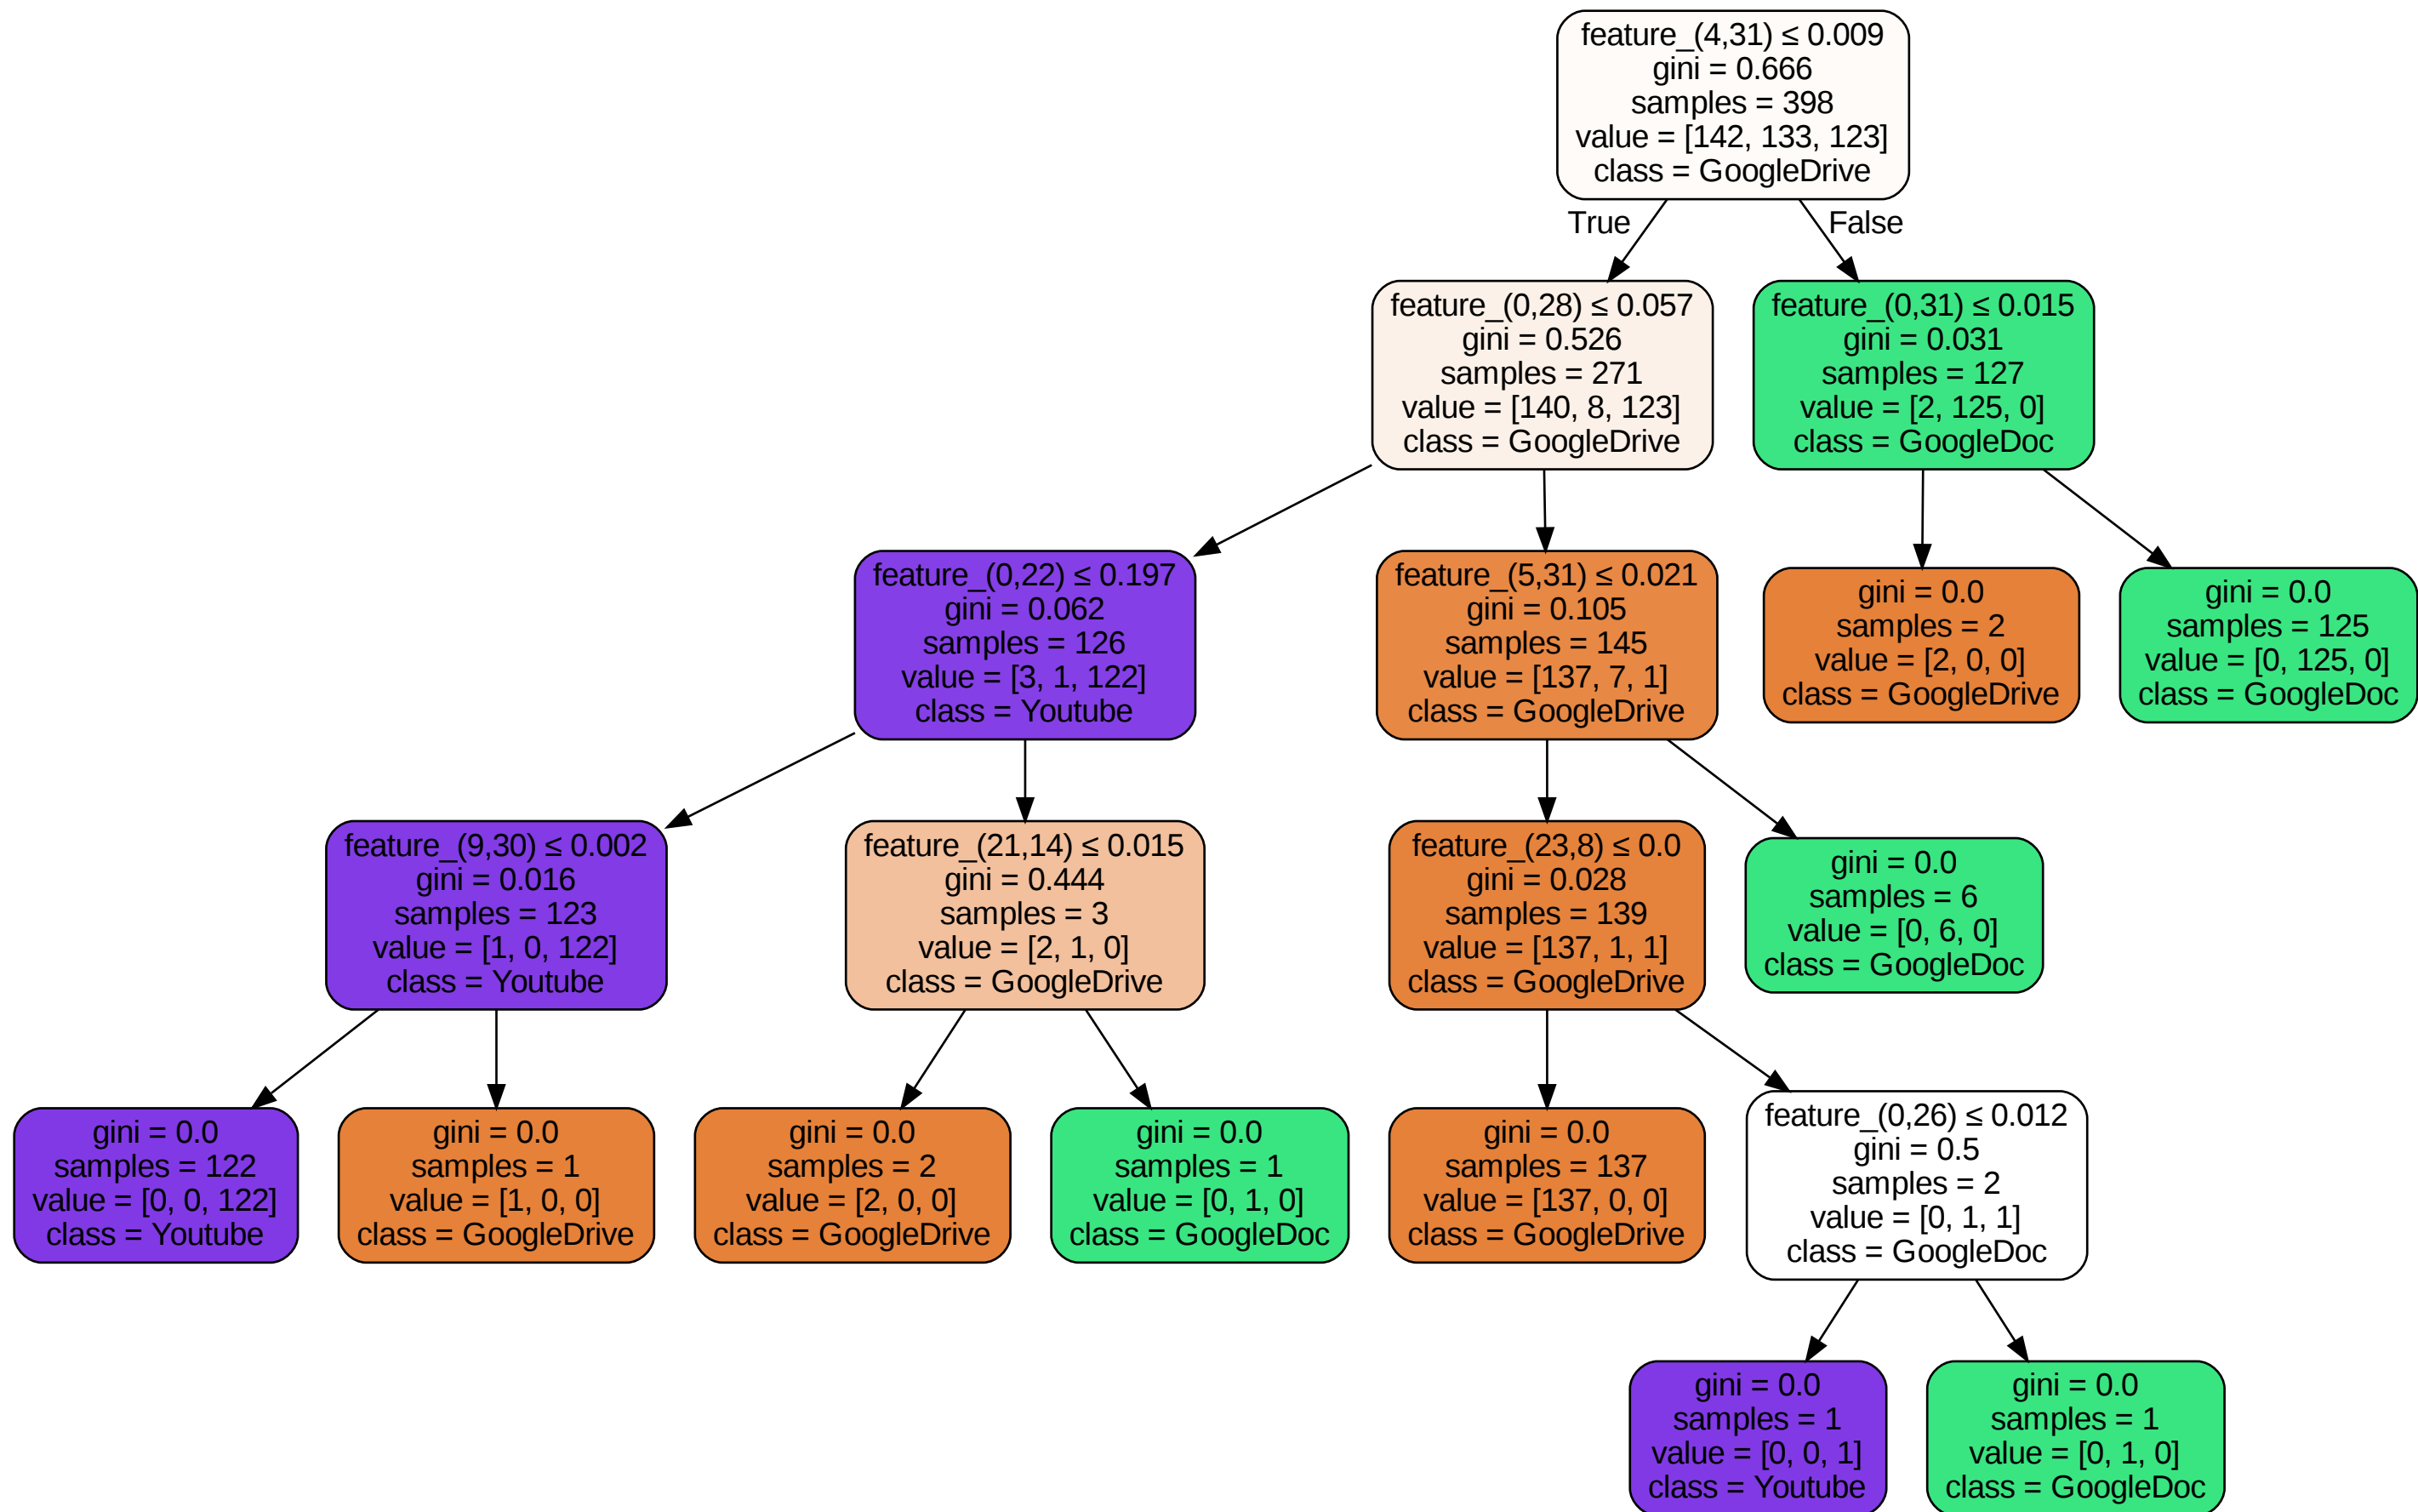 feature_(4,31) ≤ 0.009
gini = 0.666
samples = 398
value = [142, 133, 123]
class = GoogleDrive
True
False
feature_(0,28) ≤ 0.057
gini = 0.526
samples = 271
value = [140, 8, 123]
class = GoogleDrive
feature_(0,31) ≤ 0.015
gini = 0.031
samples = 127
value = [2, 125, 0]
class = GoogleDoc
feature_(0,22) ≤ 0.197
gini = 0.062
samples = 126
value = [3, 1, 122]
class = Youtube
feature_(5,31) ≤ 0.021
gini = 0.105
samples = 145
value = [137, 7, 1]
class = GoogleDrive
gini = 0.0
samples = 2
value = [2, 0, 0]
class = GoogleDrive
gini = 0.0
samples = 125
value = [0, 125, 0]
class = GoogleDoc
feature_(9,30) ≤ 0.002
gini = 0.016
samples = 123
value = [1, 0, 122]
class = Youtube
feature_(21,14) ≤ 0.015
gini = 0.444
samples = 3
value = [2, 1, 0]
class = GoogleDrive
feature_(23,8) ≤ 0.0
gini = 0.028
samples = 139
value = [137, 1, 1]
class = GoogleDrive
gini = 0.0
samples = 6
value = [0, 6, 0]
class = GoogleDoc
gini = 0.0
samples = 122
value = [0, 0, 122]
class = Youtube
gini = 0.0
samples = 1
value = [1, 0, 0]
class = GoogleDrive
gini = 0.0
samples = 2
value = [2, 0, 0]
class = GoogleDrive
gini = 0.0
samples = 1
value = [0, 1, 0]
class = GoogleDoc
gini = 0.0
samples = 137
value = [137, 0, 0]
class = GoogleDrive
feature_(0,26) ≤ 0.012
gini = 0.5
samples = 2
value = [0, 1, 1]
class = GoogleDoc
gini = 0.0
samples = 1
value = [0, 0, 1]
class = Youtube
gini = 0.0
samples = 1
value = [0, 1, 0]
class = GoogleDoc